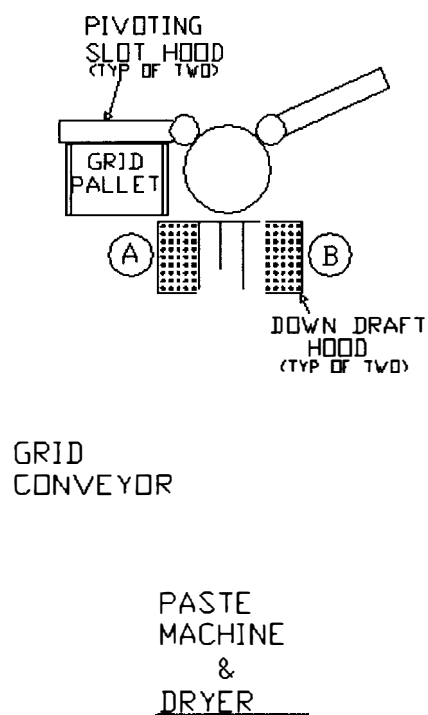 PIVOTING
SLOT HOOD
(TYP OF TWO)
GRID
PALLET
A
B
DOWN DRAFT
HOOD
(TYP OF TWO)
GRID
CONVEYOR
PASTE
MACHINE
&
DRYER